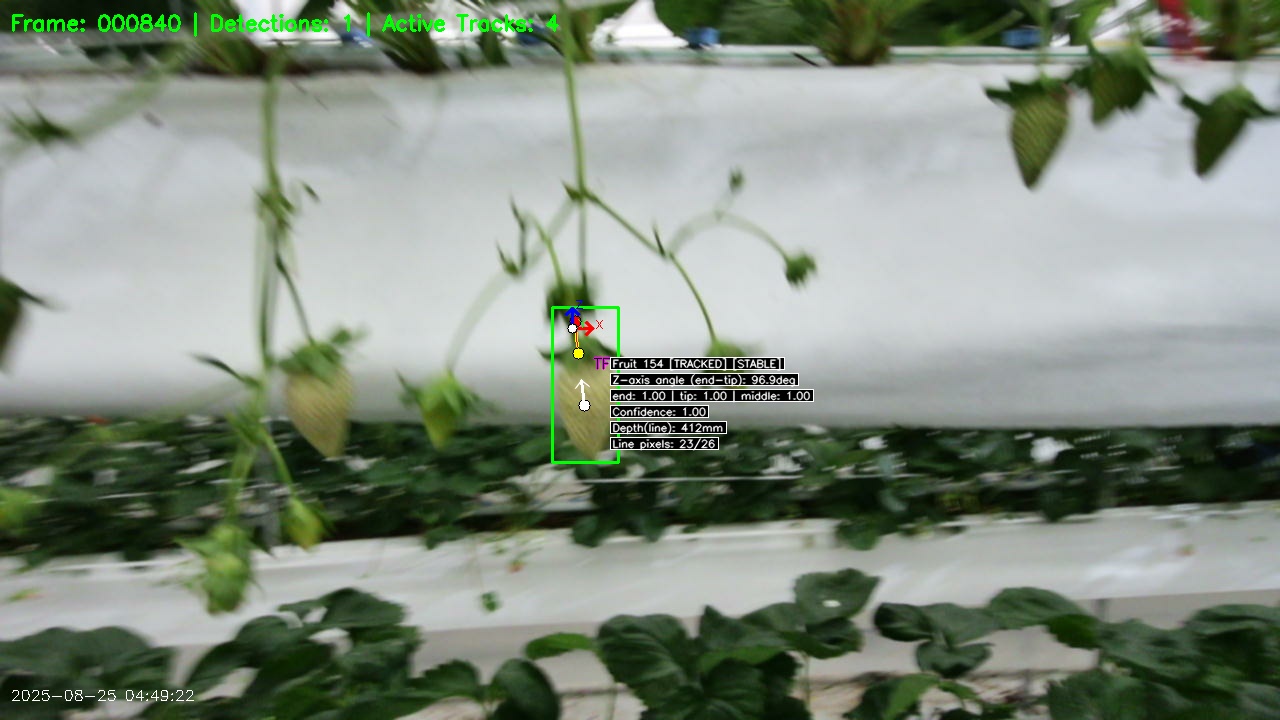 Frame: 000840 | Detections: 1 | Active Tracks: 4
Z
X
TF
Fruit 154 [TRACKED] [STABLE]
Z-axis angle (end-tip): 96.9deg
end: 1.00 | tip: 1.00 | middle: 1.00
Confidence: 1.00
Depth(line): 412mm
Line pixels: 23/26
2025-08-25 04:49:22